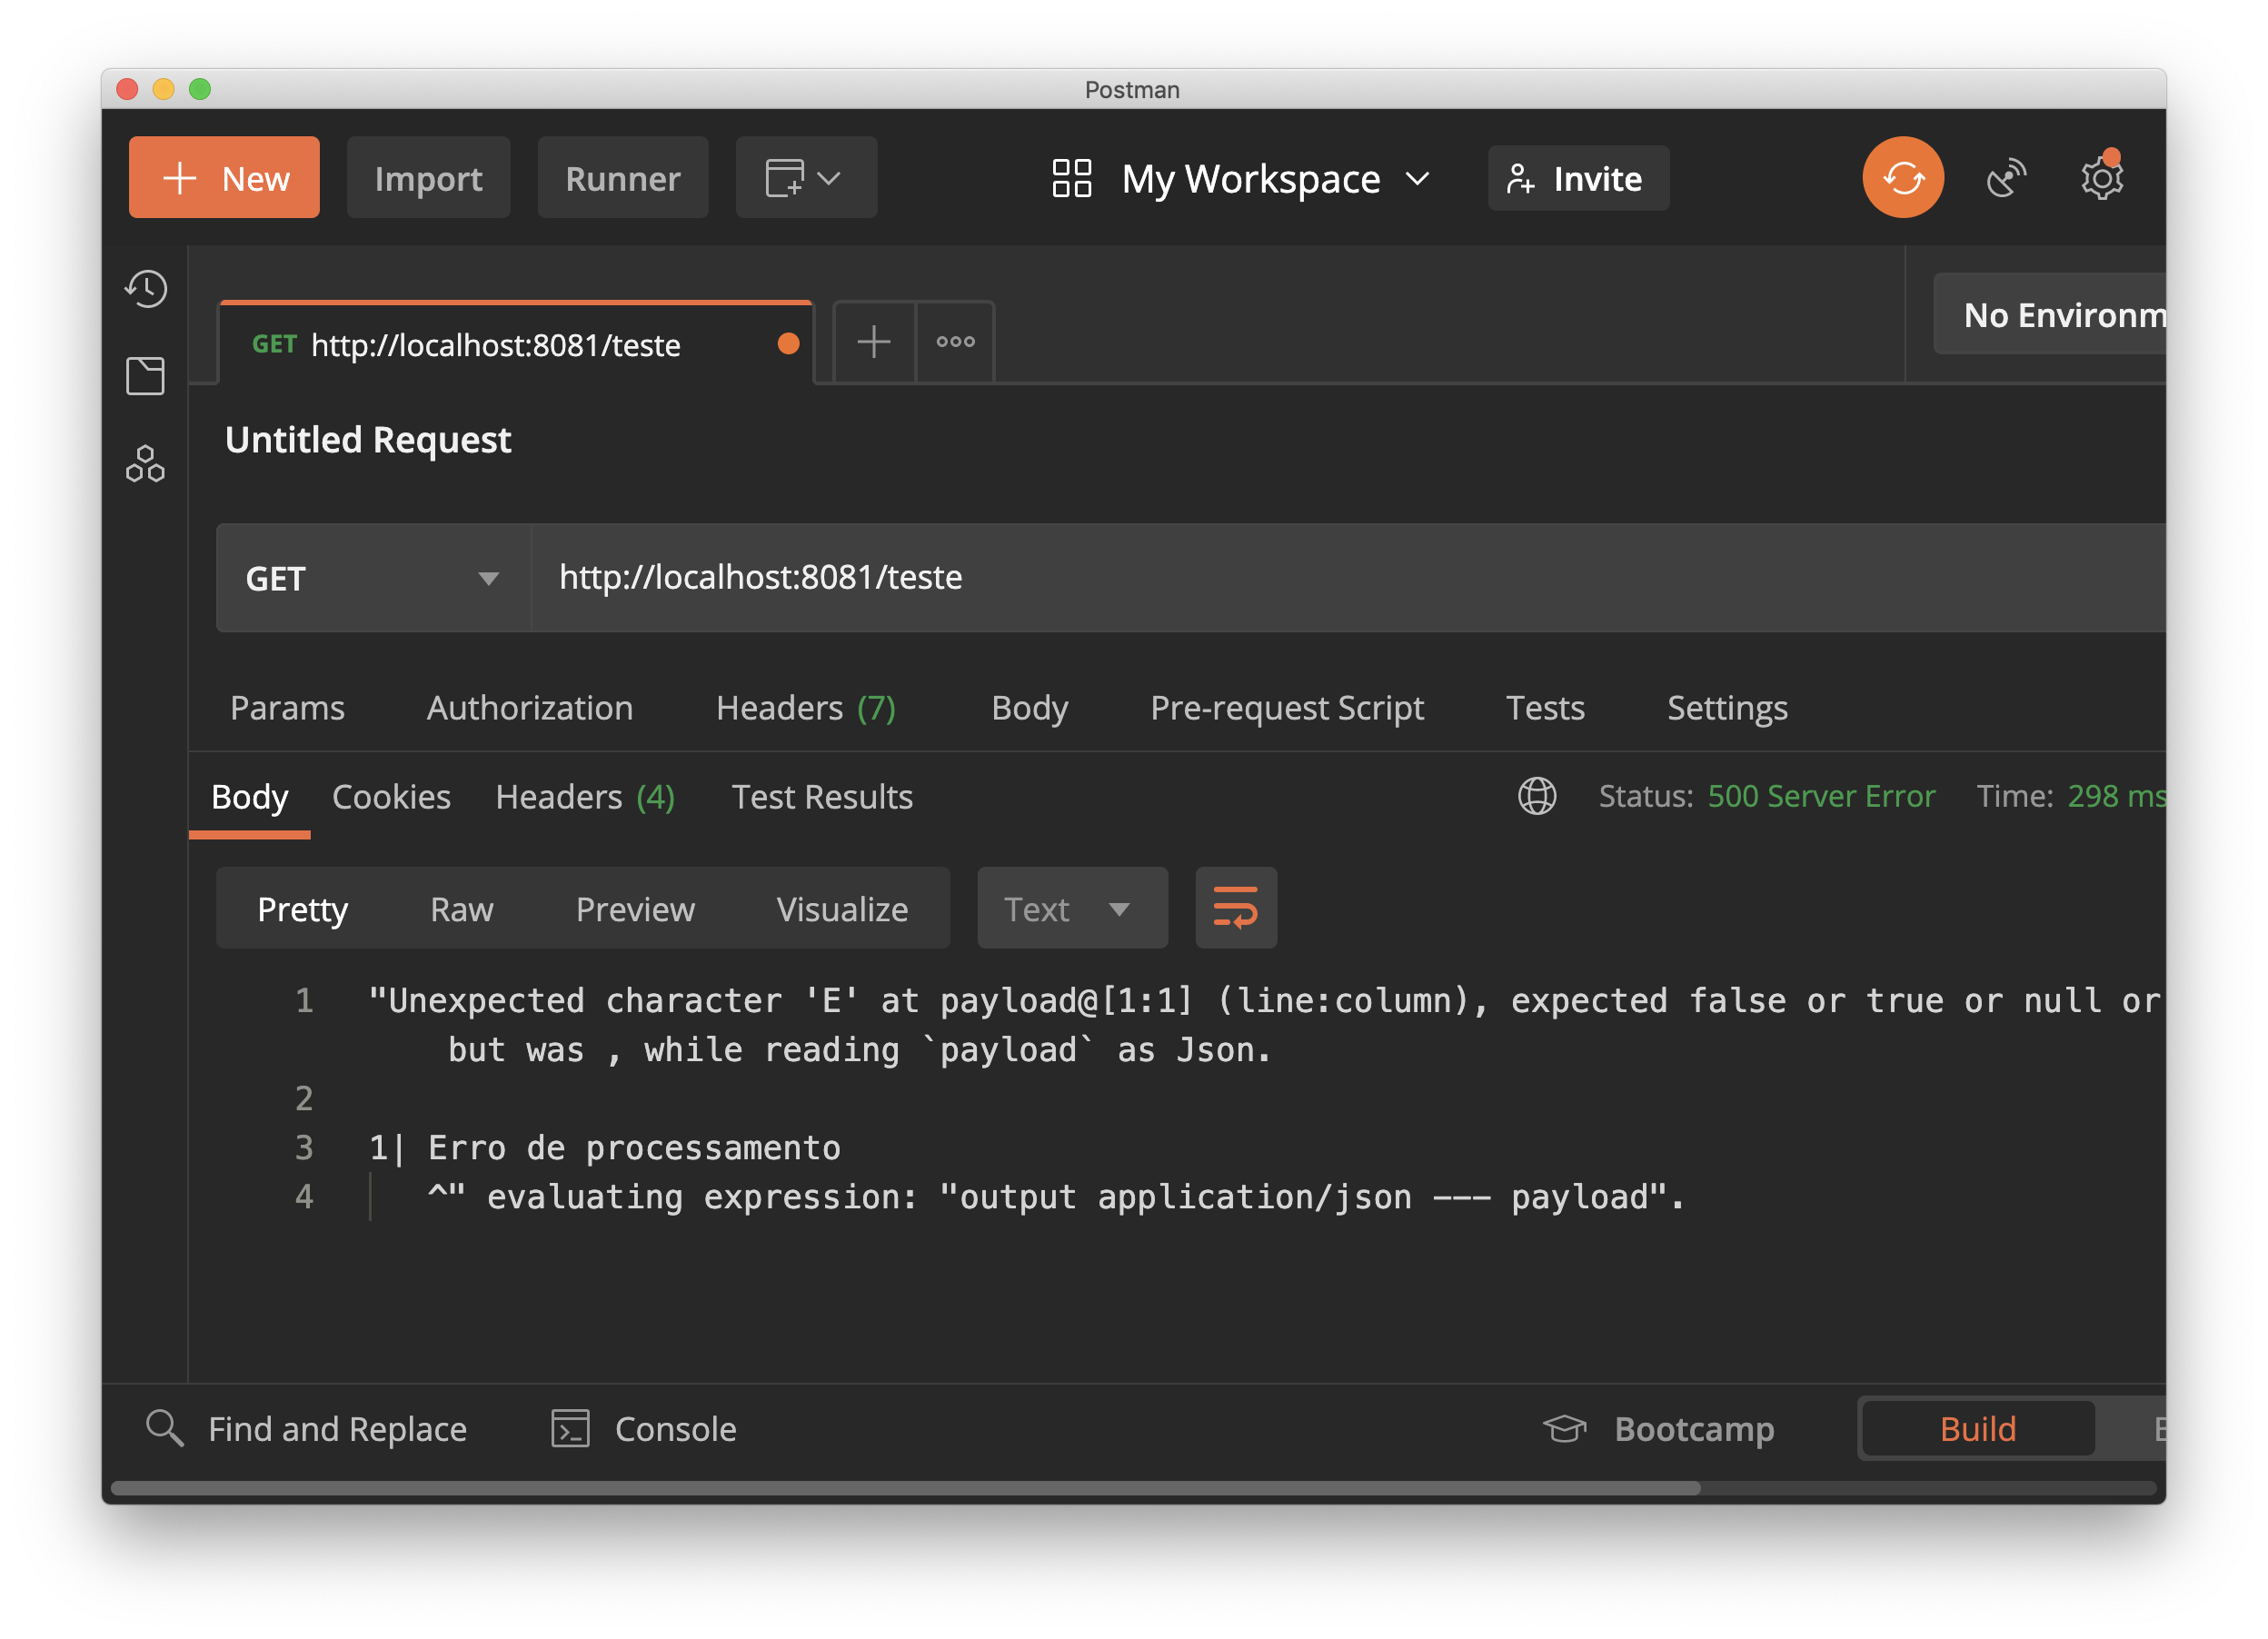 Postman
New Import Runner My Workspace Invite
GET http://localhost:8081/teste No Environm
Untitled Request
GET http://localhost:8081/teste
Params Authorization Headers (7) Body Pre-request Script Tests Settings
Body Cookies Headers (4) Test Results Status: 500 Server Error Time: 298 ms
Pretty Raw Preview Visualize Text
1 "Unexpected character 'E' at payload@[1:1] (line:column), expected false or true or null or
but was , while reading `payload` as Json.
2
3 1| Erro de processamento
4 ^" evaluating expression: "output application/json --- payload".
Find and Replace Console Bootcamp Build